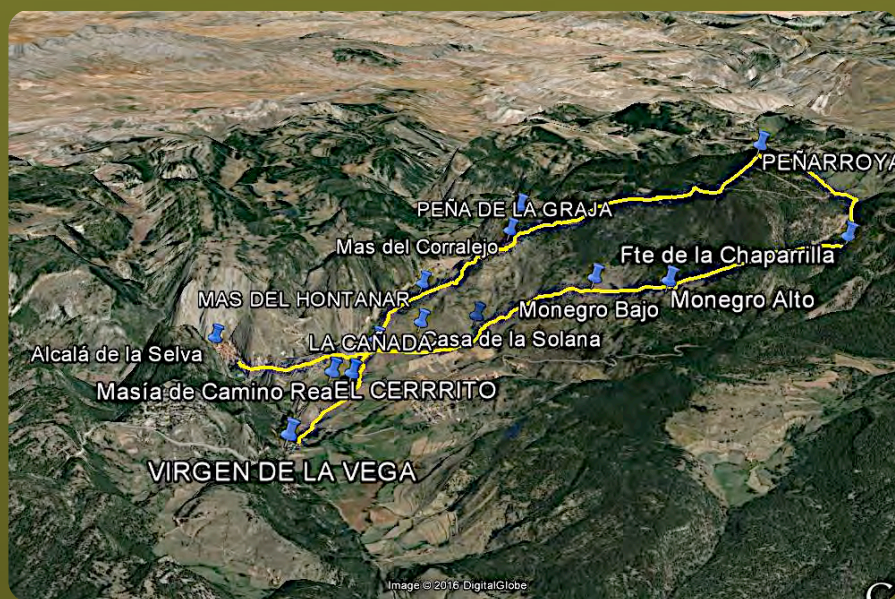 PEÑARROYA
PEÑA DE LA GRAJA
Mas del Corralejo
Fte de la Chaparrilla
MAS DEL HONTANAR
Monegro Bajo
Monegro Alto
LA CAÑADA
Casa de la Solana
Alcalá de la Selva
Masía de Camino Real
EL CERRRITO
VIRGEN DE LA VEGA
Image © 2016 DigitalGlobe